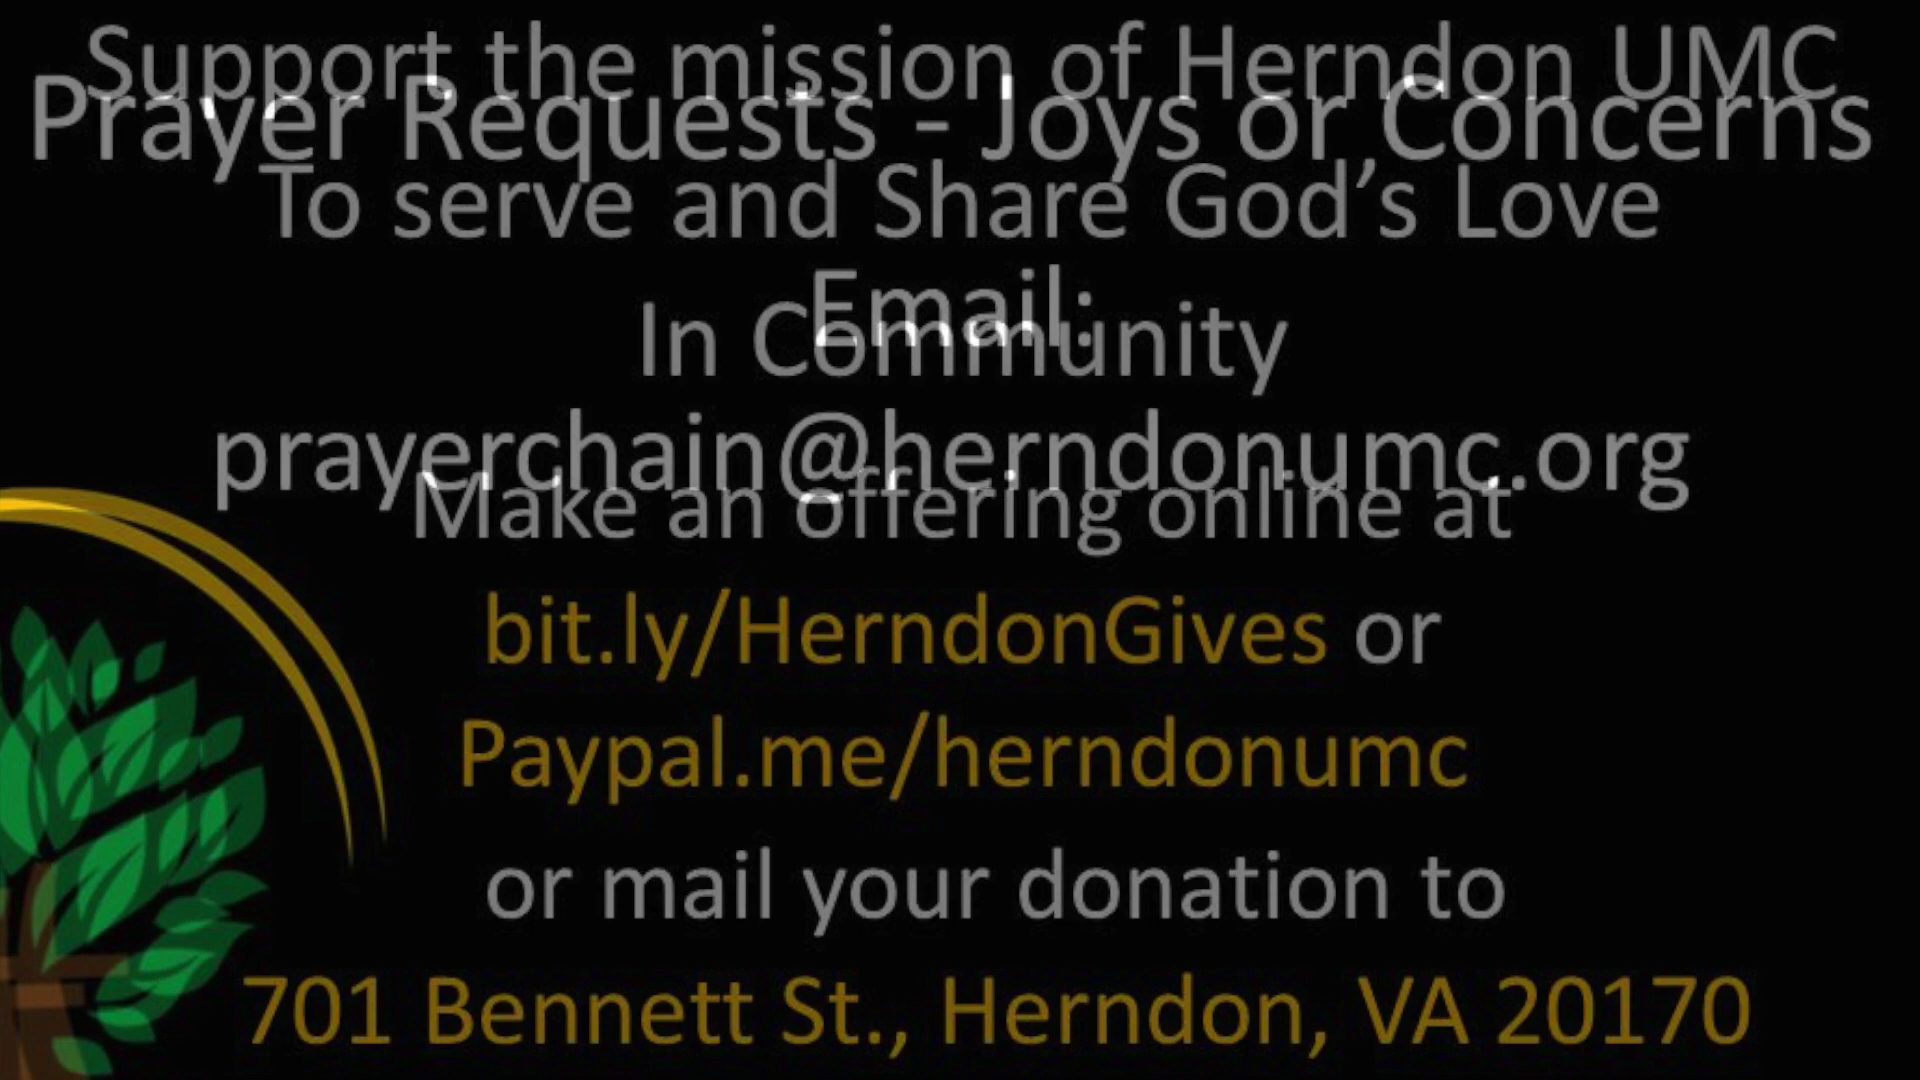 Support the mission of Herndon UMC
Prayer Requests - Joys or Concerns
To serve and Share God’s Love
Email:
In Community
prayerchain@herndonumc.org
Make an offering online at
bit.ly/HerndonGives or
Paypal.me/herndonumc
or mail your donation to
701 Bennett St., Herndon, VA 20170